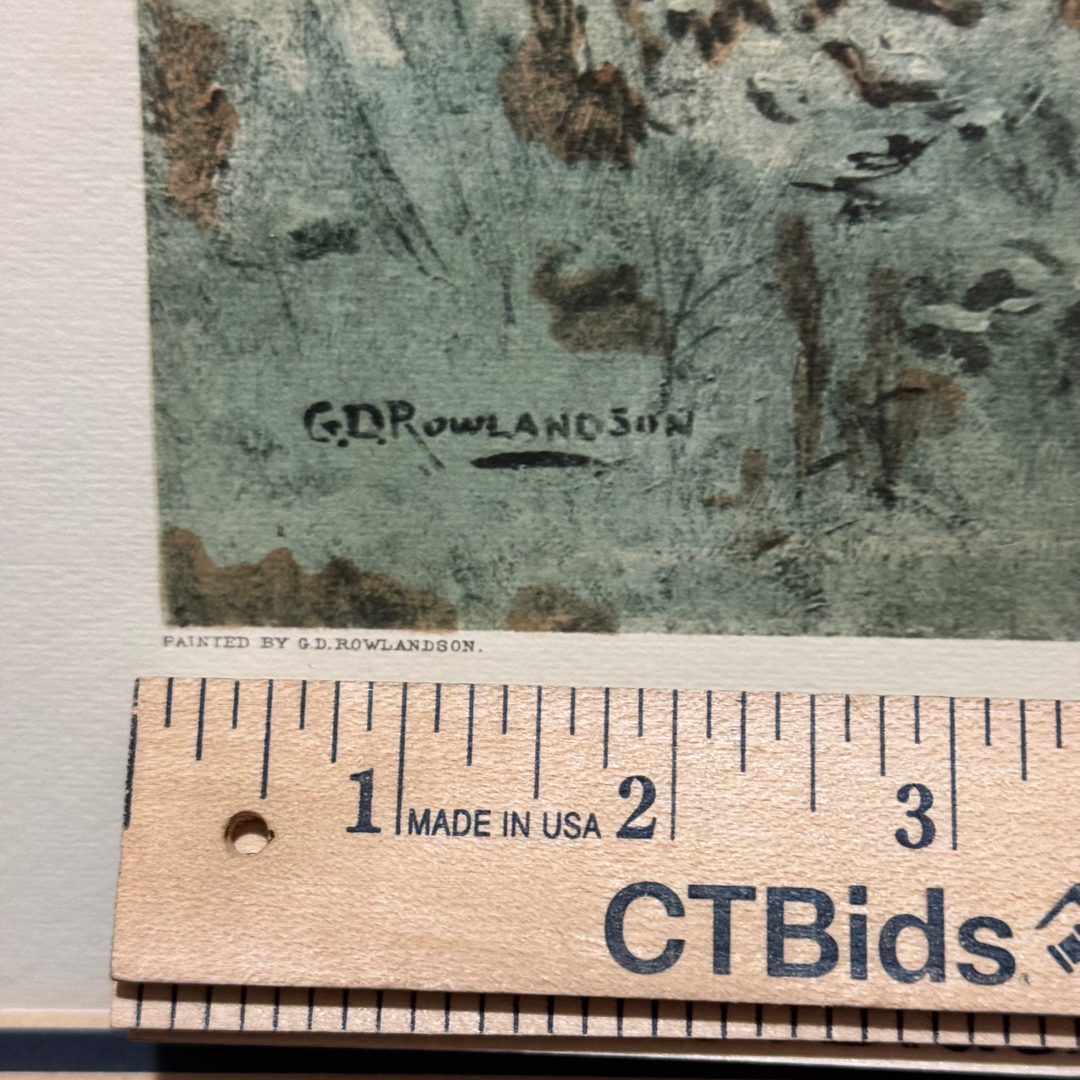 G.D. ROWLANDSON
PAINTED BY G.D. ROWLANDSON.
1 MADE IN USA 2 3
CTBids